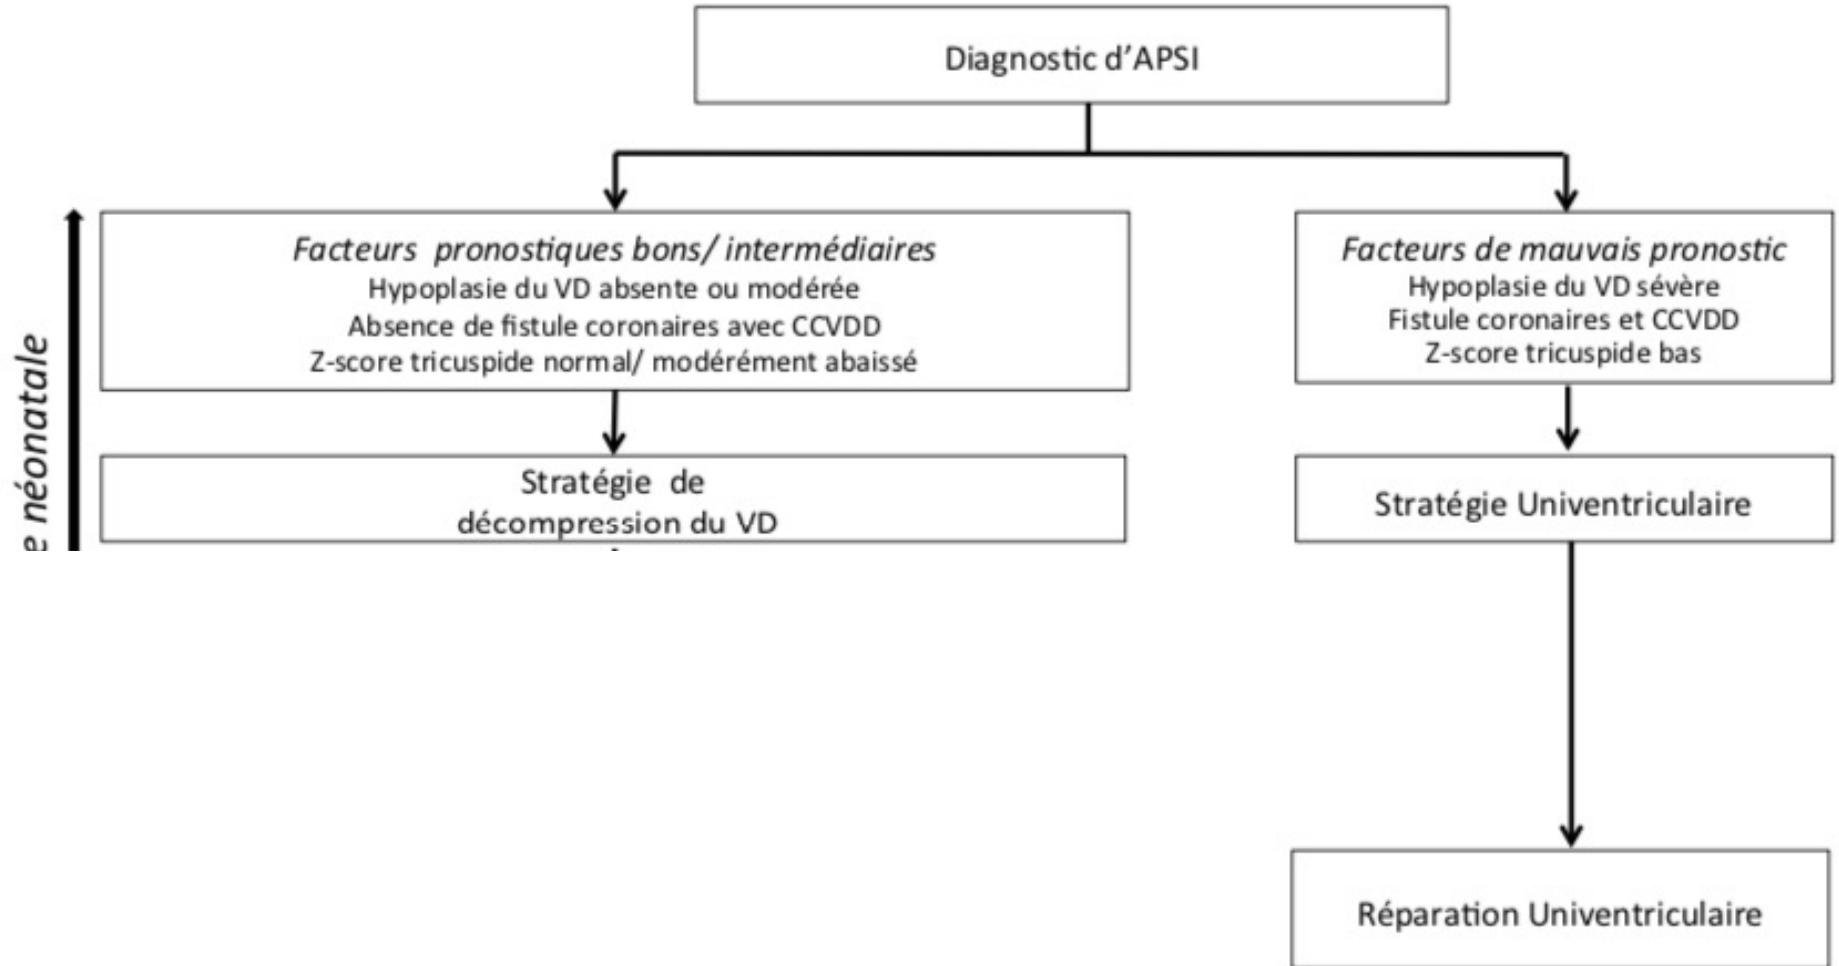 Diagnostic d'APSI
Facteurs pronostiques bons/ intermédiaires
Hypoplasie du VD absente ou modérée
Absence de fistule coronaires avec CCVDD
Z-score tricuspide normal/ modérément abaissé
Facteurs de mauvais pronostic
Hypoplasie du VD sévère
Fistule coronaires et CCVDD
Z-score tricuspide bas
e néonatale
Stratégie de
décompression du VD
Stratégie Univentriculaire
Réparation Univentriculaire